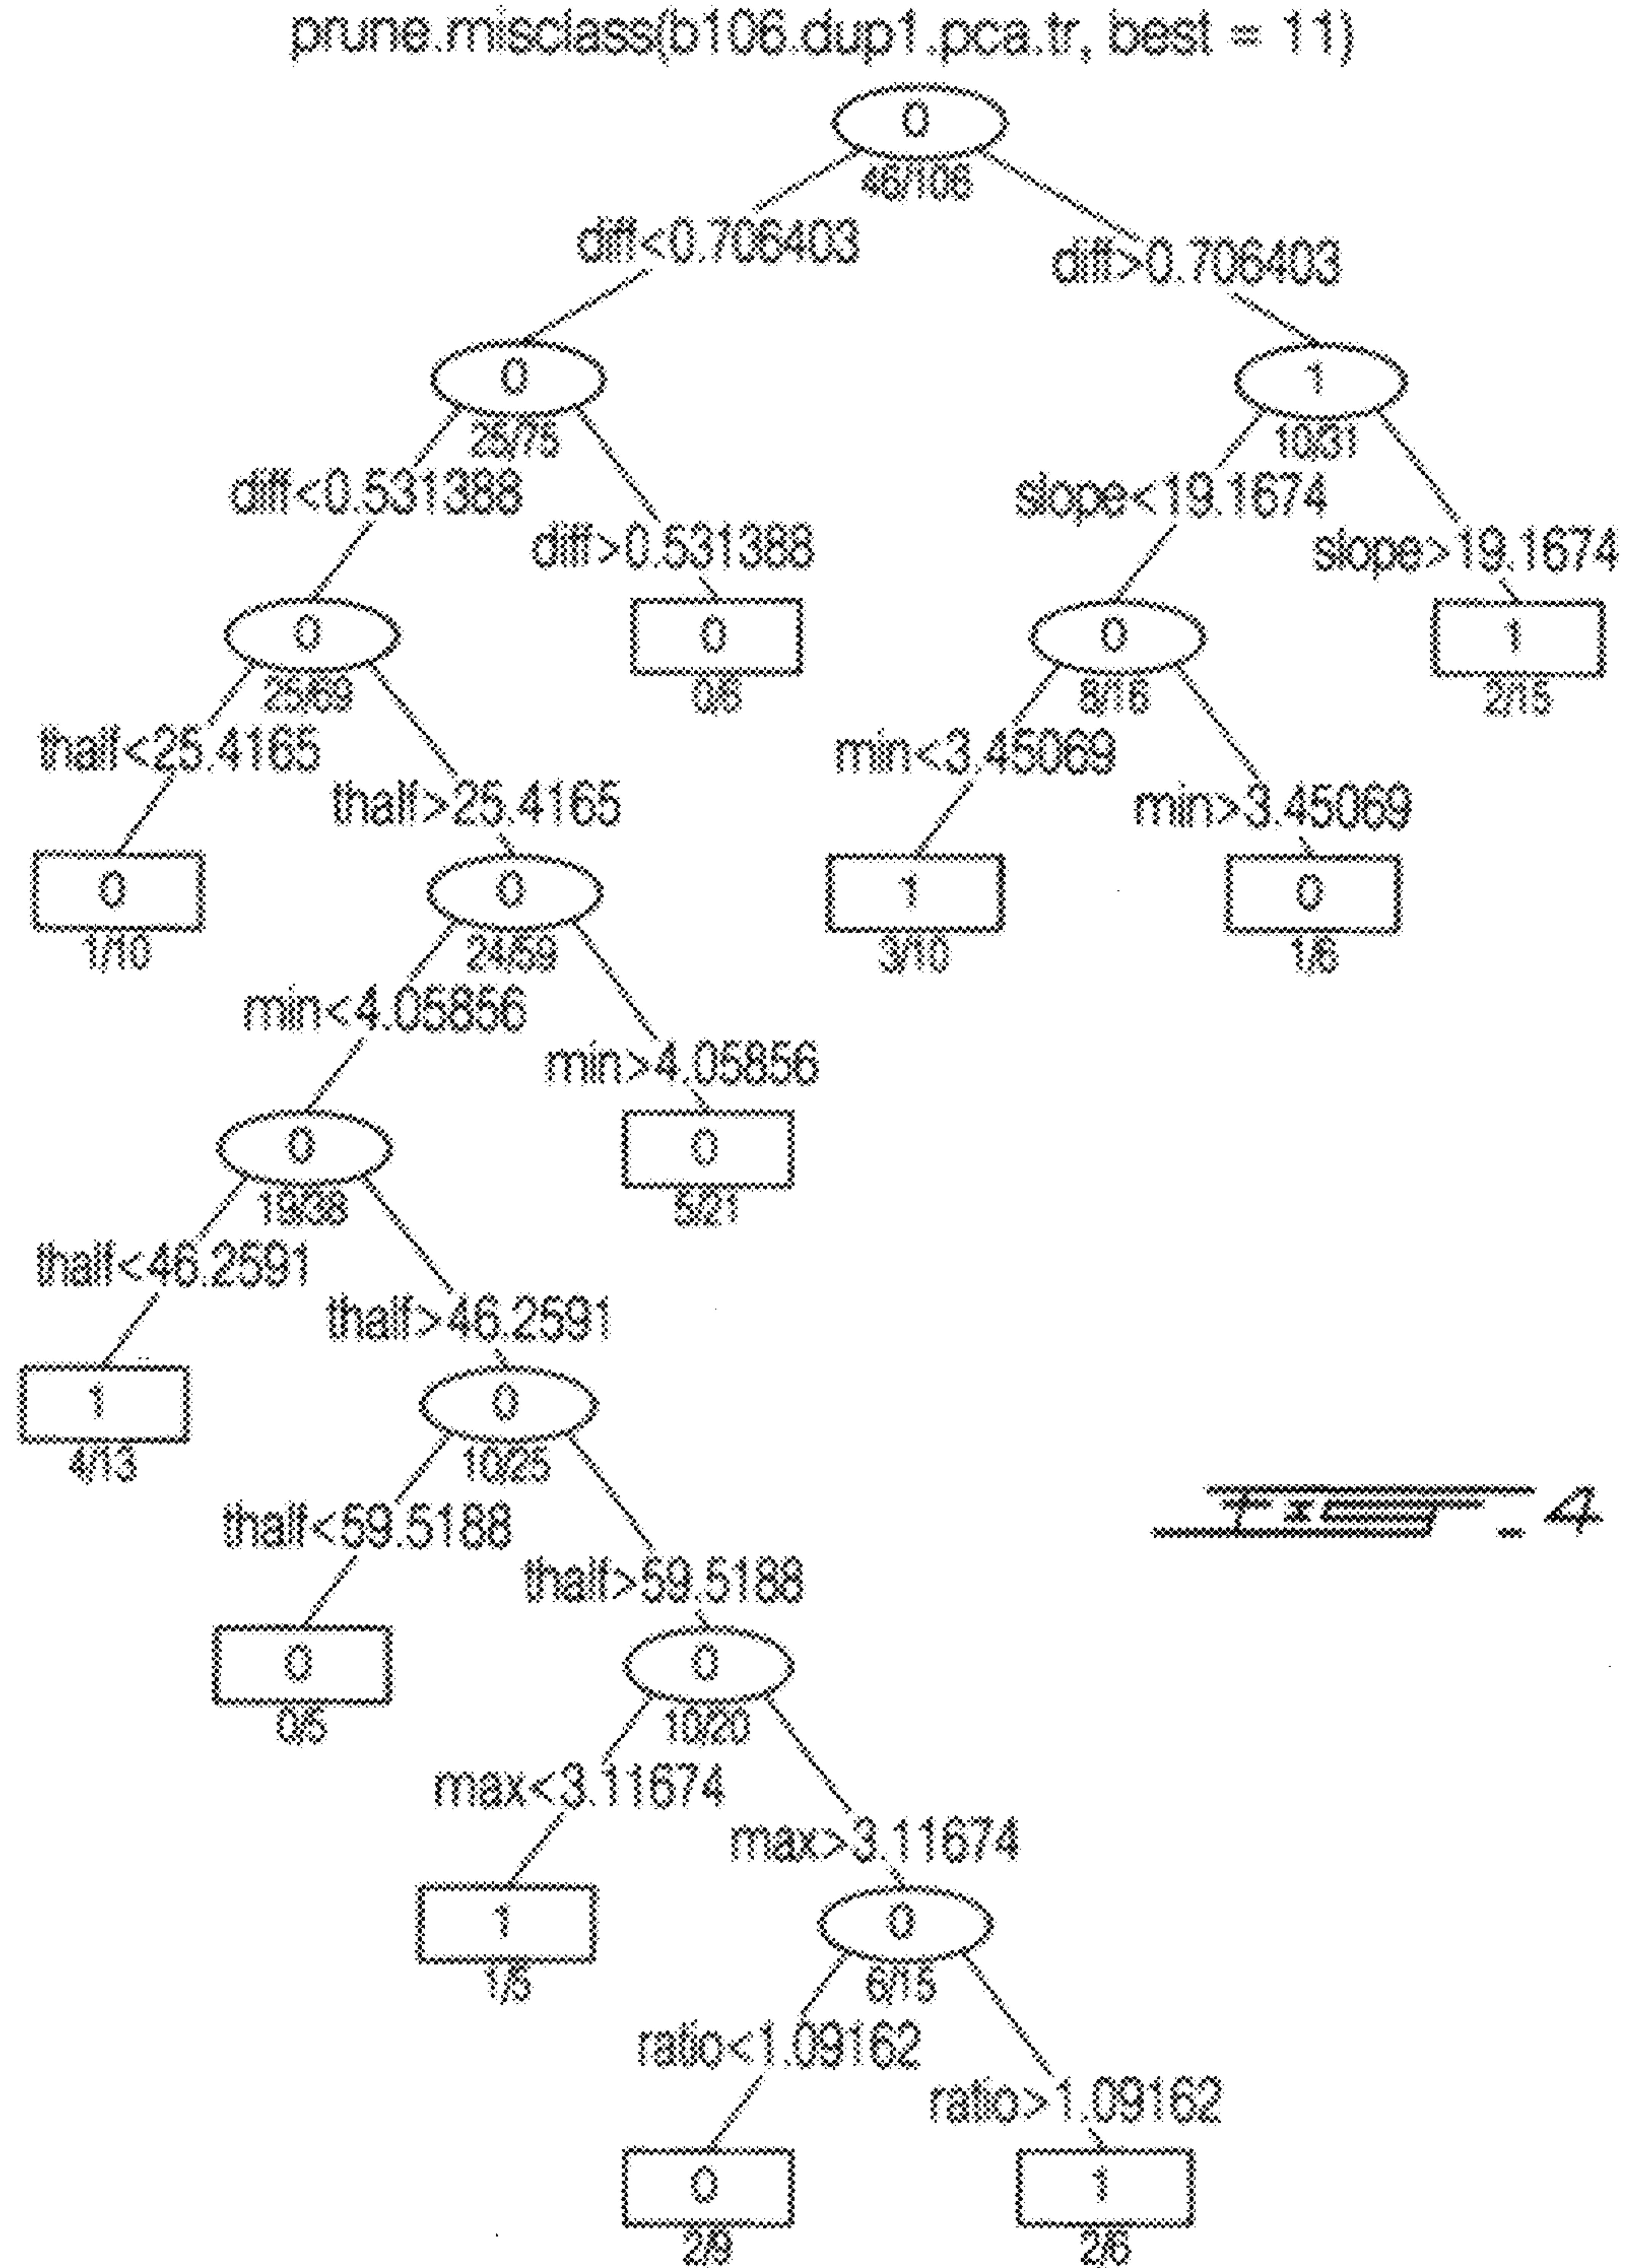 prune.misclass(b106.dup1.pca.tr, best = 11)
0
46/106
diff<0.706403
diff>0.706403
0
25/75
1
10/31
diff<0.531388
diff>0.531388
slope<19.1674
slope>19.1674
0
25/69
0
0/6
0
8/16
1
2/15
thalf<25.4165
thalf>25.4165
min<3.45069
min>3.45069
0
1/10
0
24/59
1
3/10
0
1/6
min<4.05856
min>4.05856
0
19/38
0
5/21
thalf<46.2591
thalf>46.2591
1
4/13
0
10/25
thalf<59.5188
thalf>59.5188
FIG. - 4
0
0/5
0
10/20
max<3.11674
max>3.11674
1
1/5
0
6/15
ratio<1.09162
ratio>1.09162
0
2/9
1
2/6